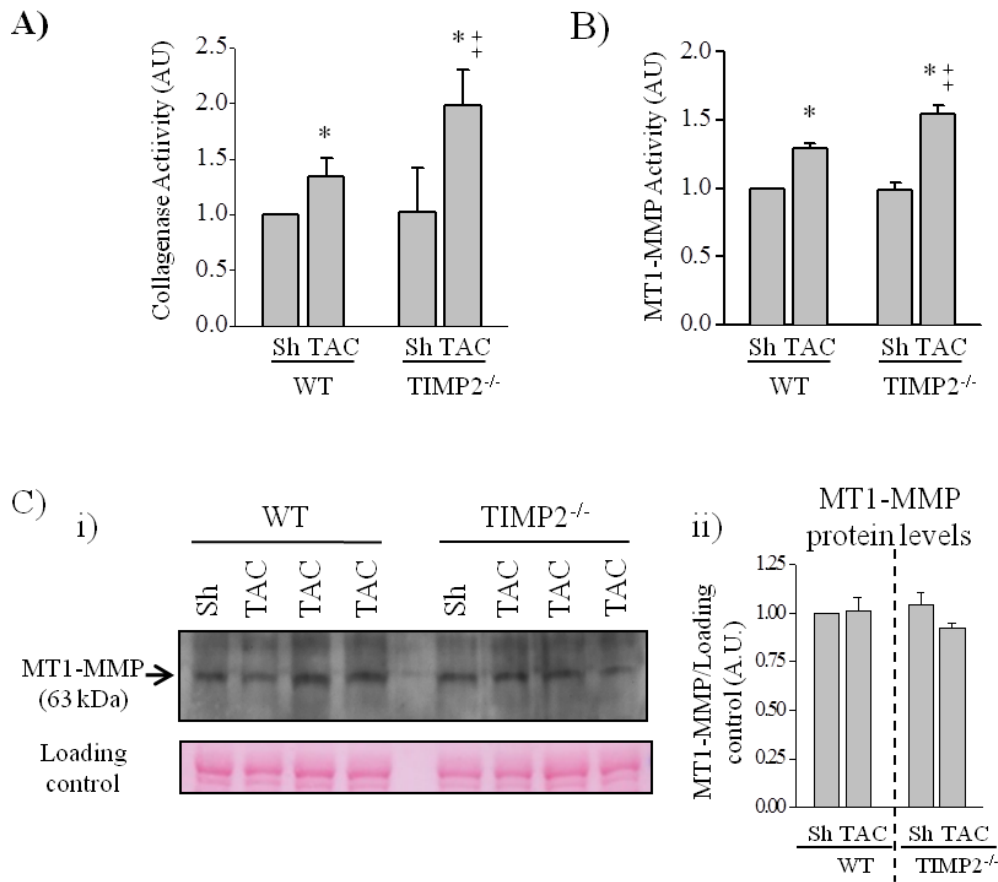 A)
Collagenase Actiivity (AU)
2.5
2.0
1.5
1.0
0.5
0.0
*
* ‡
Sh TAC
Sh TAC
WT
TIMP2-/-
B)
MT1-MMP Activity (AU)
2.0
1.5
1.0
0.5
0.0
*
* ‡
Sh TAC
Sh TAC
WT
TIMP2-/-
C)
i)
WT
TIMP2-/-
Sh
TAC
TAC
TAC
Sh
TAC
TAC
TAC
MT1-MMP
(63 kDa)
Loading
control
ii)
MT1-MMP
protein levels
MT1-MMP/Loading
control (A.U.)
1.25
1.00
0.75
0.50
0.25
0.00
Sh TAC
Sh TAC
WT
TIMP2-/-